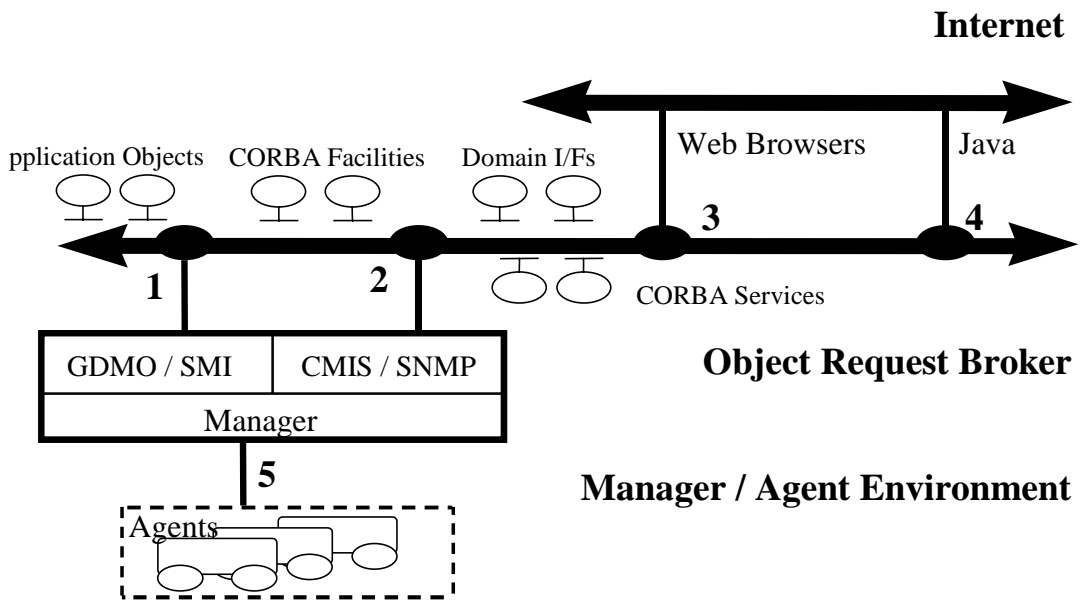 Internet
Web Browsers
Java
pplication Objects
CORBA Facilities
Domain I/Fs
3
4
1
2
CORBA Services
GDMO / SMI
CMIS / SNMP
Object Request Broker
Manager
5
Manager / Agent Environment
Agents